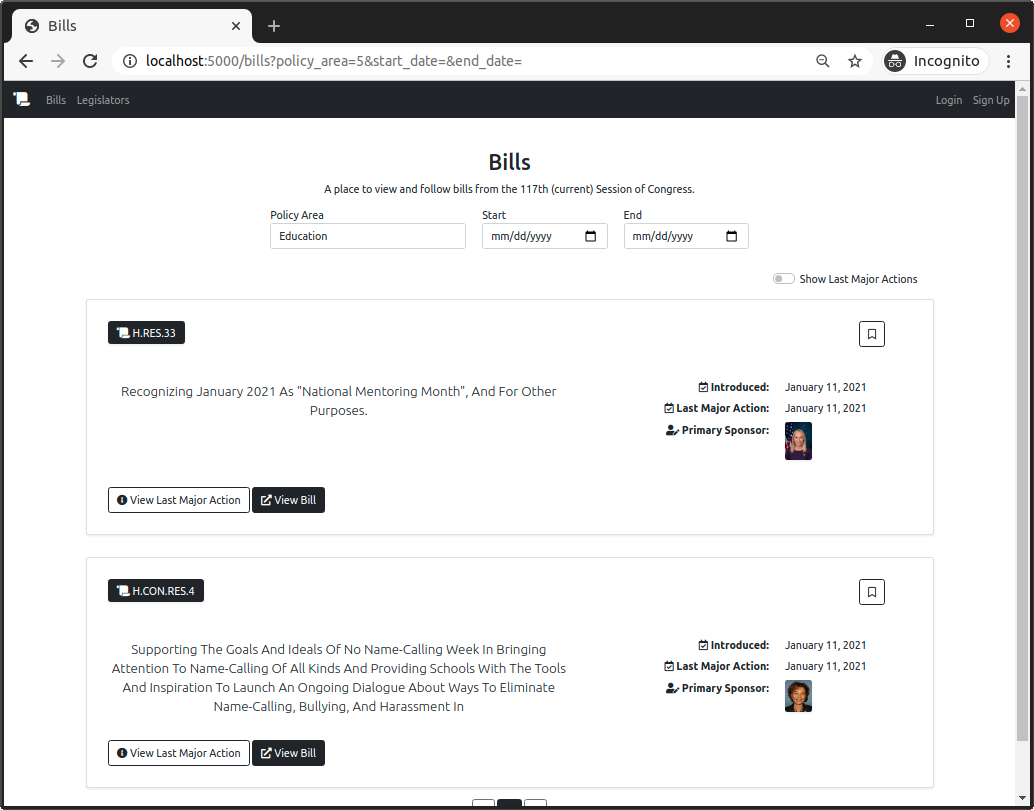 Bills
localhost:5000/bills?policy_area=5&start_date=&end_date=
Incognito
Bills Legislators Login Sign Up
Bills
A place to view and follow bills from the 117th (current) Session of Congress.
Policy Area Start End
Education mm/dd/yyyy mm/dd/yyyy
Show Last Major Actions
H.RES.33
Recognizing January 2021 As "National Mentoring Month", And For Other
Purposes.
Introduced: January 11, 2021
Last Major Action: January 11, 2021
Primary Sponsor:
View Last Major Action View Bill
H.CON.RES.4
Supporting The Goals And Ideals Of No Name-Calling Week In Bringing
Attention To Name-Calling Of All Kinds And Providing Schools With The Tools
And Inspiration To Launch An Ongoing Dialogue About Ways To Eliminate
Name-Calling, Bullying, And Harassment In
Introduced: January 11, 2021
Last Major Action: January 11, 2021
Primary Sponsor:
View Last Major Action View Bill